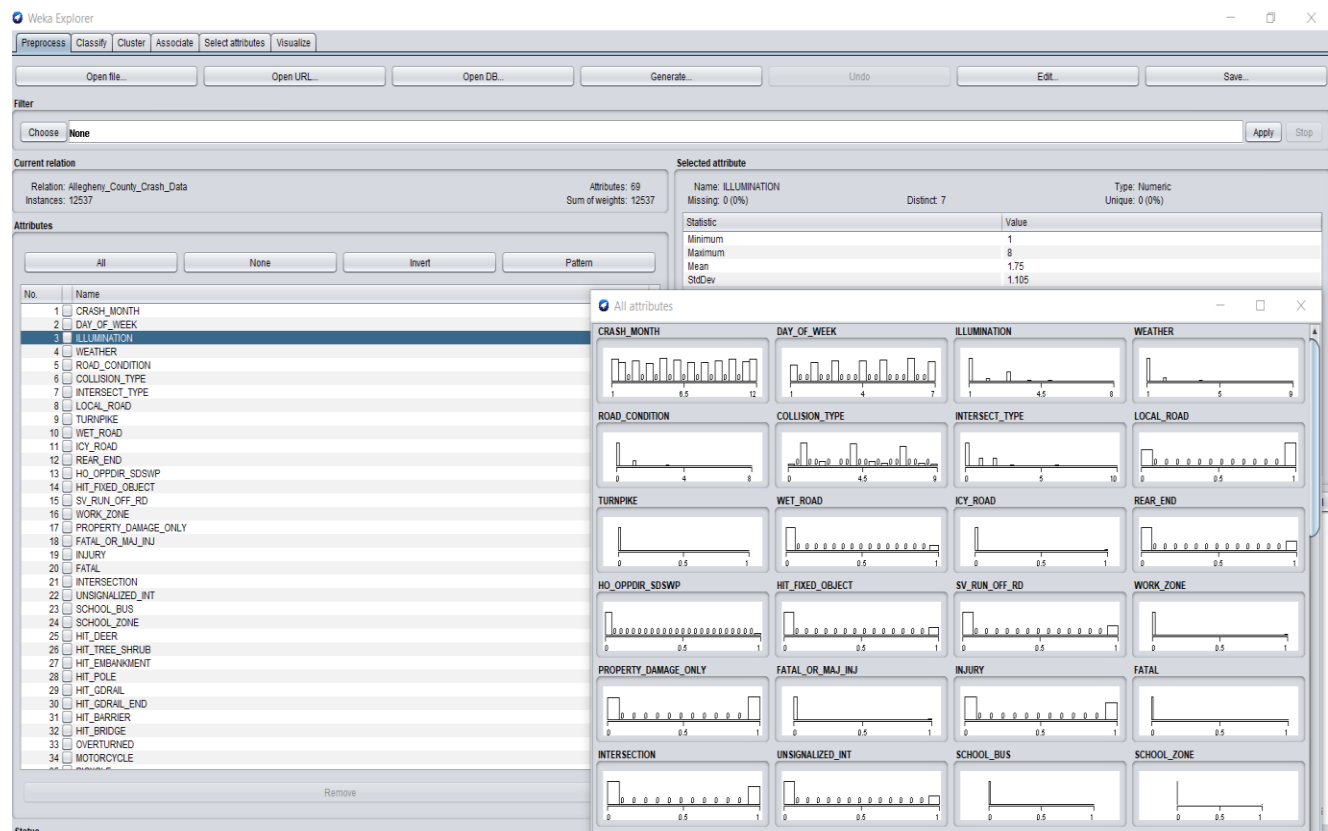 Weka Explorer
Preprocess Classify Cluster Associate Select attributes Visualize
Open file... Open URL... Open DB... Generate... Undo Edit... Save...
Filter
Choose None Apply Stop
Current relation
Relation: Allegheny_County_Crash_Data Attributes: 69
Instances: 12537 Sum of weights: 12537
Selected attribute
Name: ILLUMINATION Type: Numeric
Missing: 0 (0%) Distinct: 7 Unique: 0 (0%)
Statistic Value
Minimum 1
Maximum 8
Mean 1.75
StdDev 1.105
Attributes
All None Invert Pattern
No. Name
1 CRASH_MONTH
2 DAY_OF_WEEK
3 ILLUMINATION
4 WEATHER
5 ROAD_CONDITION
6 COLLISION_TYPE
7 INTERSECT_TYPE
8 LOCAL_ROAD
9 TURNPIKE
10 WET_ROAD
11 ICY_ROAD
12 REAR_END
13 HO_OPPDIR_SDSWP
14 HIT_FIXED_OBJECT
15 SV_RUN_OFF_RD
16 WORK_ZONE
17 PROPERTY_DAMAGE_ONLY
18 FATAL_OR_MAJ_INJ
19 INJURY
20 FATAL
21 INTERSECTION
22 UNSIGNALIZED_INT
23 SCHOOL_BUS
24 SCHOOL_ZONE
25 HIT_DEER
26 HIT_TREE_SHRUB
27 HIT_EMBANKMENT
28 HIT_POLE
29 HIT_GDRAIL
30 HIT_GDRAIL_END
31 HIT_BARRIER
32 HIT_BRIDGE
33 OVERTURNED
34 MOTORCYCLE
Remove
Status
All attributes
CRASH_MONTH DAY_OF_WEEK ILLUMINATION WEATHER
1 6.5 12 1 4 7 1 4.5 8 1 5 9
ROAD_CONDITION COLLISION_TYPE INTERSECT_TYPE LOCAL_ROAD
0 4 8 0 4.5 9 0 5 10 0 0.5 1
TURNPIKE WET_ROAD ICY_ROAD REAR_END
0 0.5 1 0 0.5 1 0 0.5 1 0 0.5 1
HO_OPPDIR_SDSWP HIT_FIXED_OBJECT SV_RUN_OFF_RD WORK_ZONE
0 0.5 1 0 0.5 1 0 0.5 1 0 0.5 1
PROPERTY_DAMAGE_ONLY FATAL_OR_MAJ_INJ INJURY FATAL
0 0.5 1 0 0.5 1 0 0.5 1 0 0.5 1
INTERSECTION UNSIGNALIZED_INT SCHOOL_BUS SCHOOL_ZONE
0 0.5 1 0 0.5 1 0 0.5 1 0 0.5 1